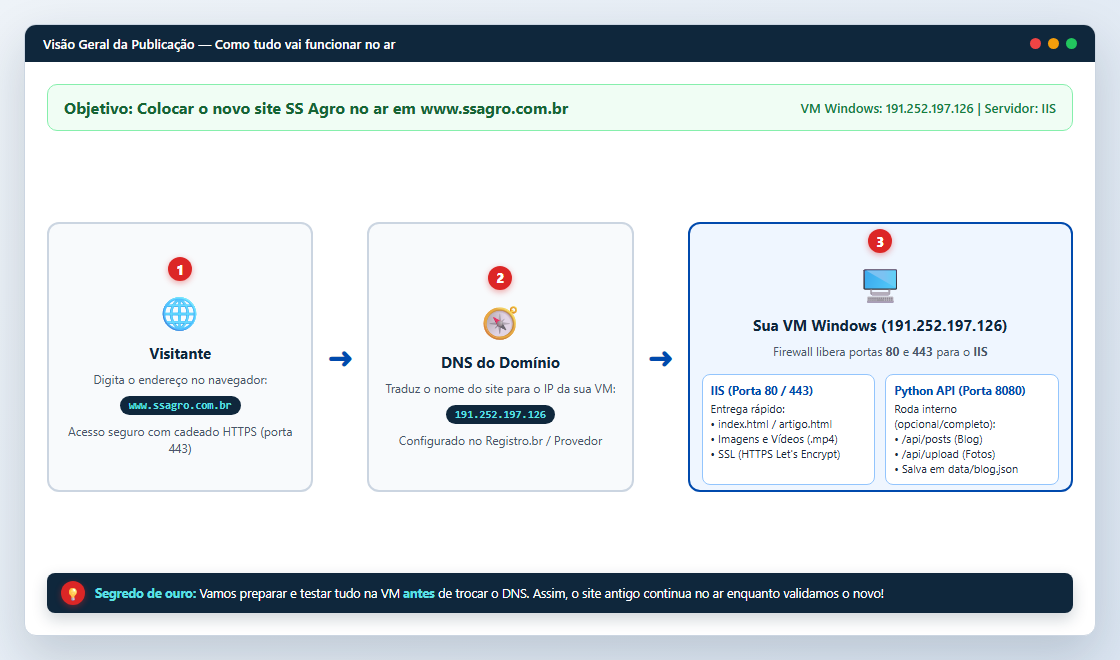 Visão Geral da Publicação — Como tudo vai funcionar no ar
Objetivo: Colocar o novo site SS Agro no ar em www.ssagro.com.br
VM Windows: 191.252.197.126 | Servidor: IIS
1
Visitante
Digita o endereço no navegador:
www.ssagro.com.br
Acesso seguro com cadeado HTTPS (porta
443)
2
DNS do Domínio
Traduz o nome do site para o IP da sua VM:
191.252.197.126
Configurado no Registro.br / Provedor
3
Sua VM Windows (191.252.197.126)
Firewall libera portas 80 e 443 para o IIS
IIS (Porta 80 / 443)
Entrega rápido:
• index.html / artigo.html
• Imagens e Vídeos (.mp4)
• SSL (HTTPS Let's Encrypt)
Python API (Porta 8080)
Roda interno
(opcional/completo):
• /api/posts (Blog)
• /api/upload (Fotos)
• Salva em data/blog.json
Segredo de ouro: Vamos preparar e testar tudo na VM antes de trocar o DNS. Assim, o site antigo continua no ar enquanto validamos o novo!